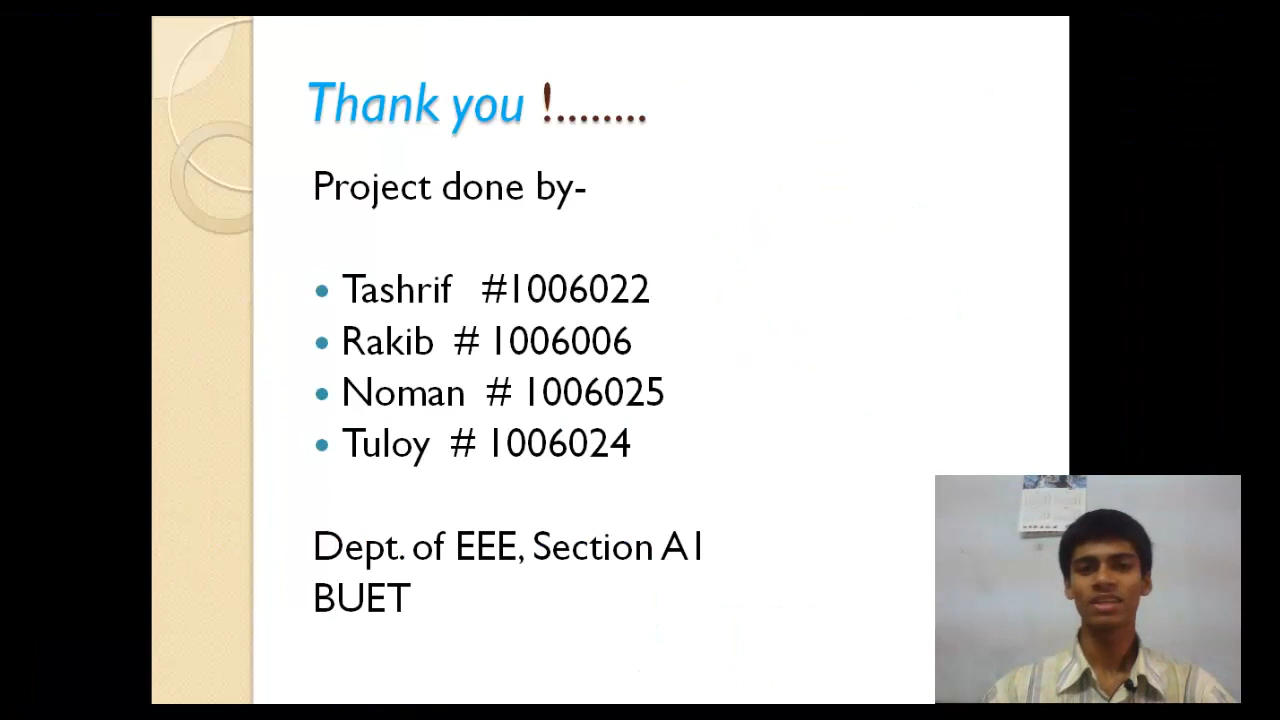 Thank you !........
Project done by-
• Tashrif #1006022
• Rakib # 1006006
• Noman # 1006025
• Tuloy # 1006024
Dept. of EEE, Section A1
BUET